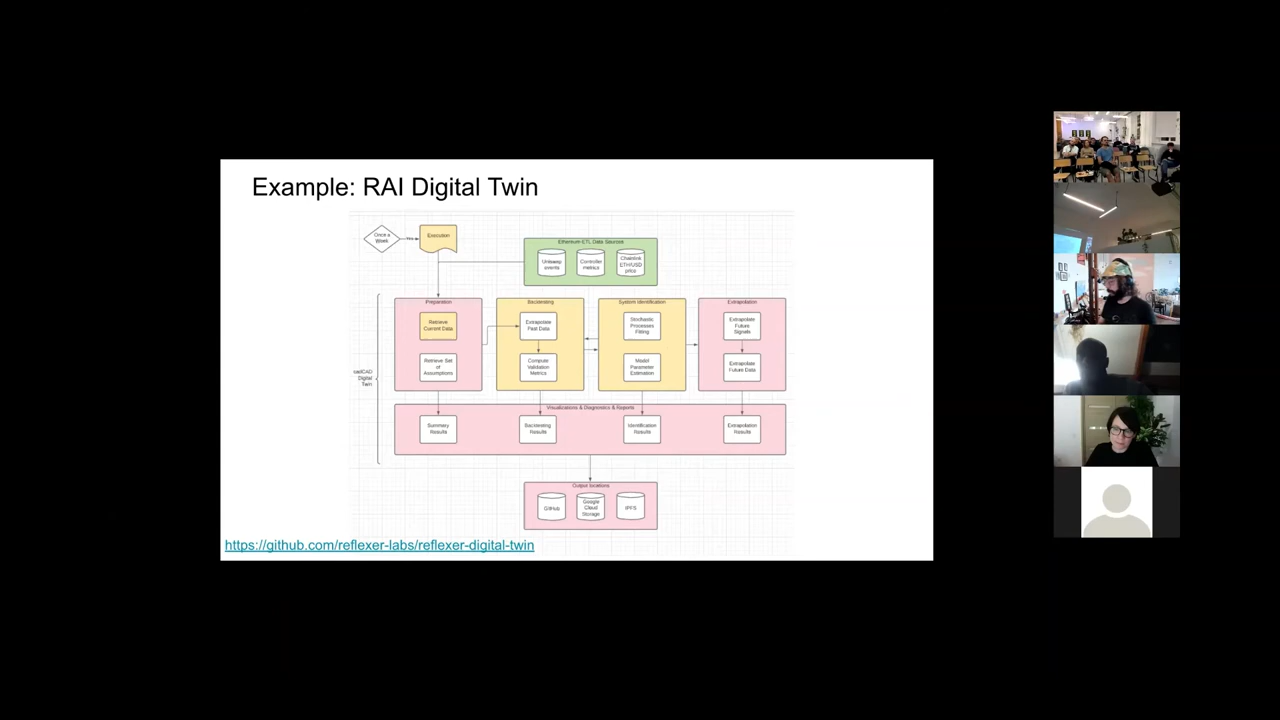 Example: RAI Digital Twin
Once a
Week
Yes
Execution
Ethereum ETL Data Sources
Uniswap
events
Controller
metrics
Chainlink
ETH/USD
price
Preparation
Retrieve
Current Data
Retrieve Set
of
Assumptions
Backtesting
Extrapolate
Past Data
Compute
Validation
Metrics
System Identification
Stochastic
Processes
Fitting
Model
Parameter
Estimation
Extrapolation
Extrapolate
Future
Signals
Extrapolate
Future Data
Digital
Twin
Visualizations & Diagnostics & Reports
Summary
Results
Backtesting
Results
Identification
Results
Extrapolation
Results
Output locations
GitHub
Google
Cloud
Storage
IPFS
https://github.com/reflexer-labs/reflexer-digital-twin